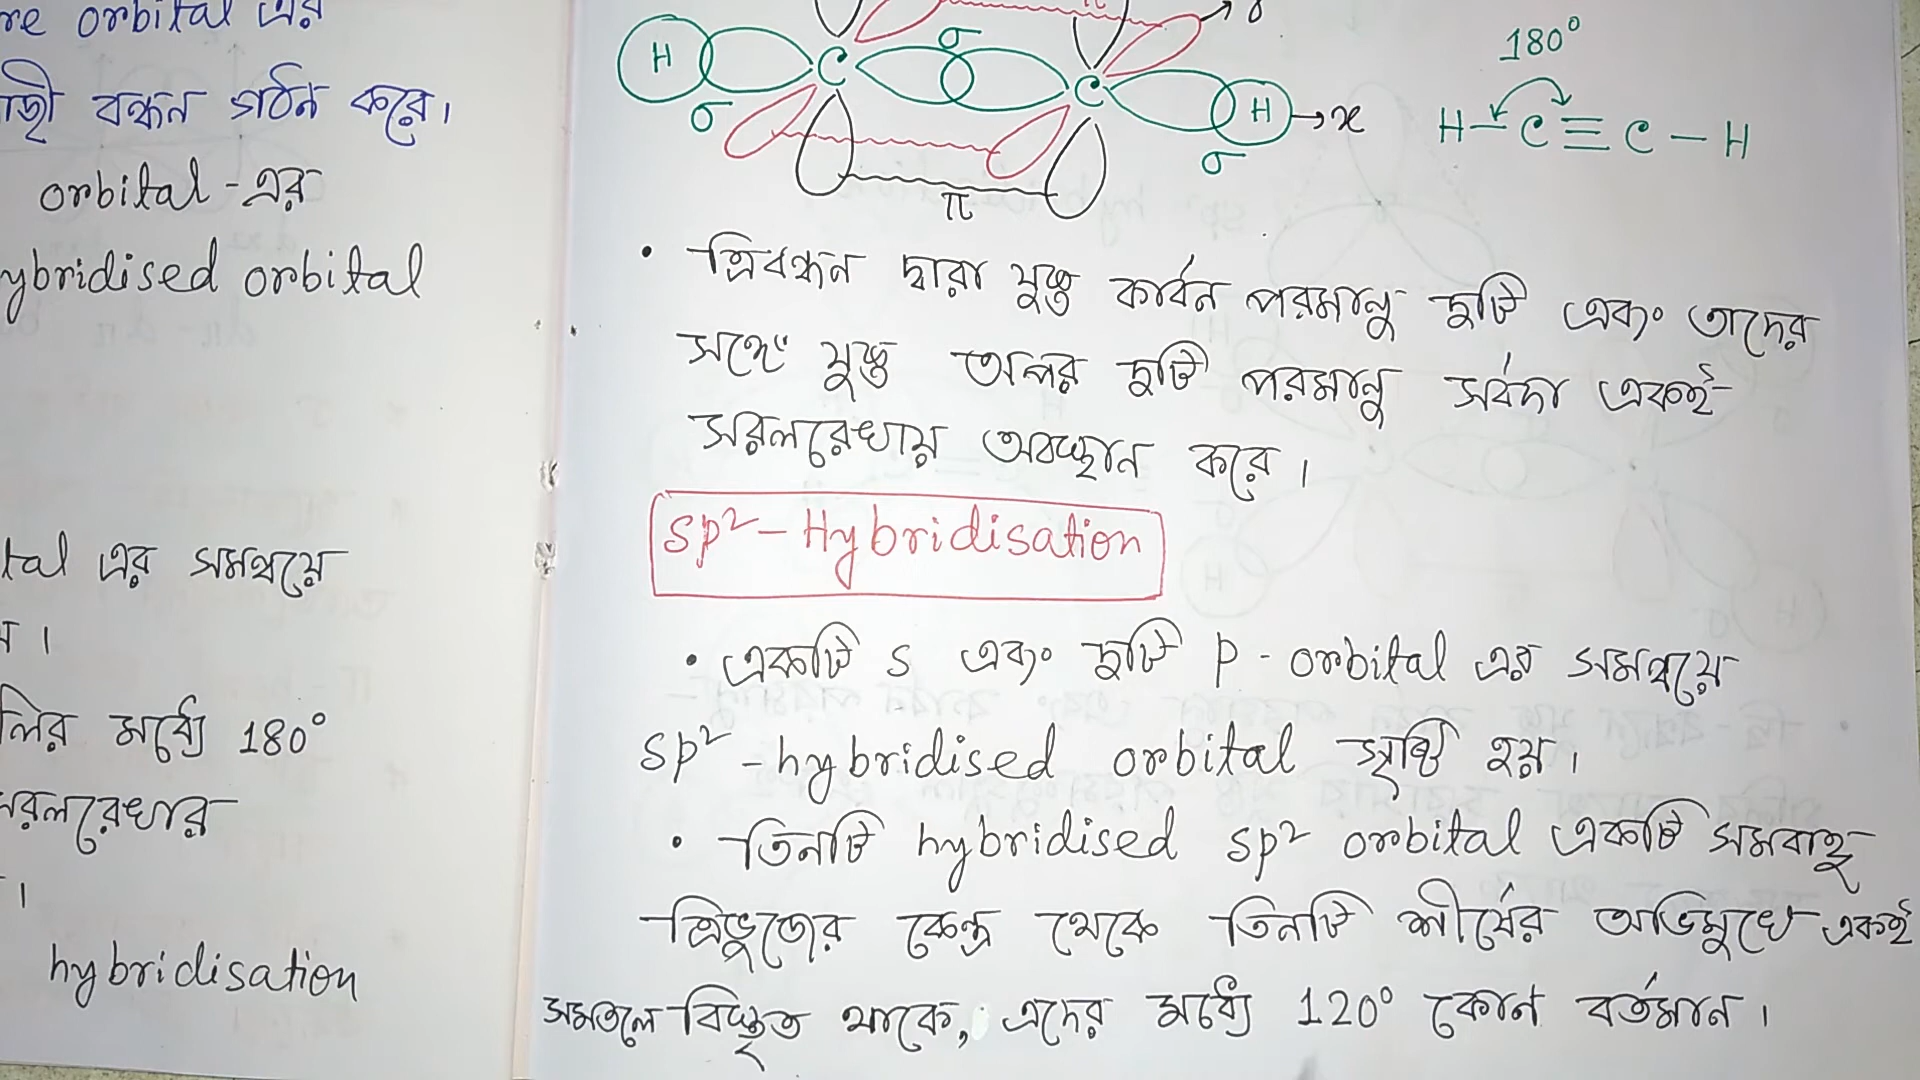 orbital এর
বন্ধন গঠন করে।
orbital - এর
ybridised orbital
tal এর সমন্বয়ে
।
লির মধ্যে 180°
সরলরেখার
।
hybridisation
H C C H → x
σ σ σ
π
180°
H - C ≡ C - H
• ত্রিবন্ধন দ্বারা যুক্ত কার্বন পরমানু দুটি এবং তাদের
সঙ্গে যুক্ত অপর দুটি পরমানু সর্বদা একই
সরলরেখায় অবস্থান করে।
sp² - Hybridisation
• একটি s এবং দুটি p - orbital এর সমন্বয়ে
sp² - hybridised orbital সৃষ্টি হয়।
• তিনটি hybridised sp² orbital একটি সমবাহু
ত্রিভুজের কেন্দ্র থেকে তিনটি শীর্ষের অভিমুখে একই
সমতলে বিস্তৃত থাকে, এদের মধ্যে 120° কোন বর্তমান।